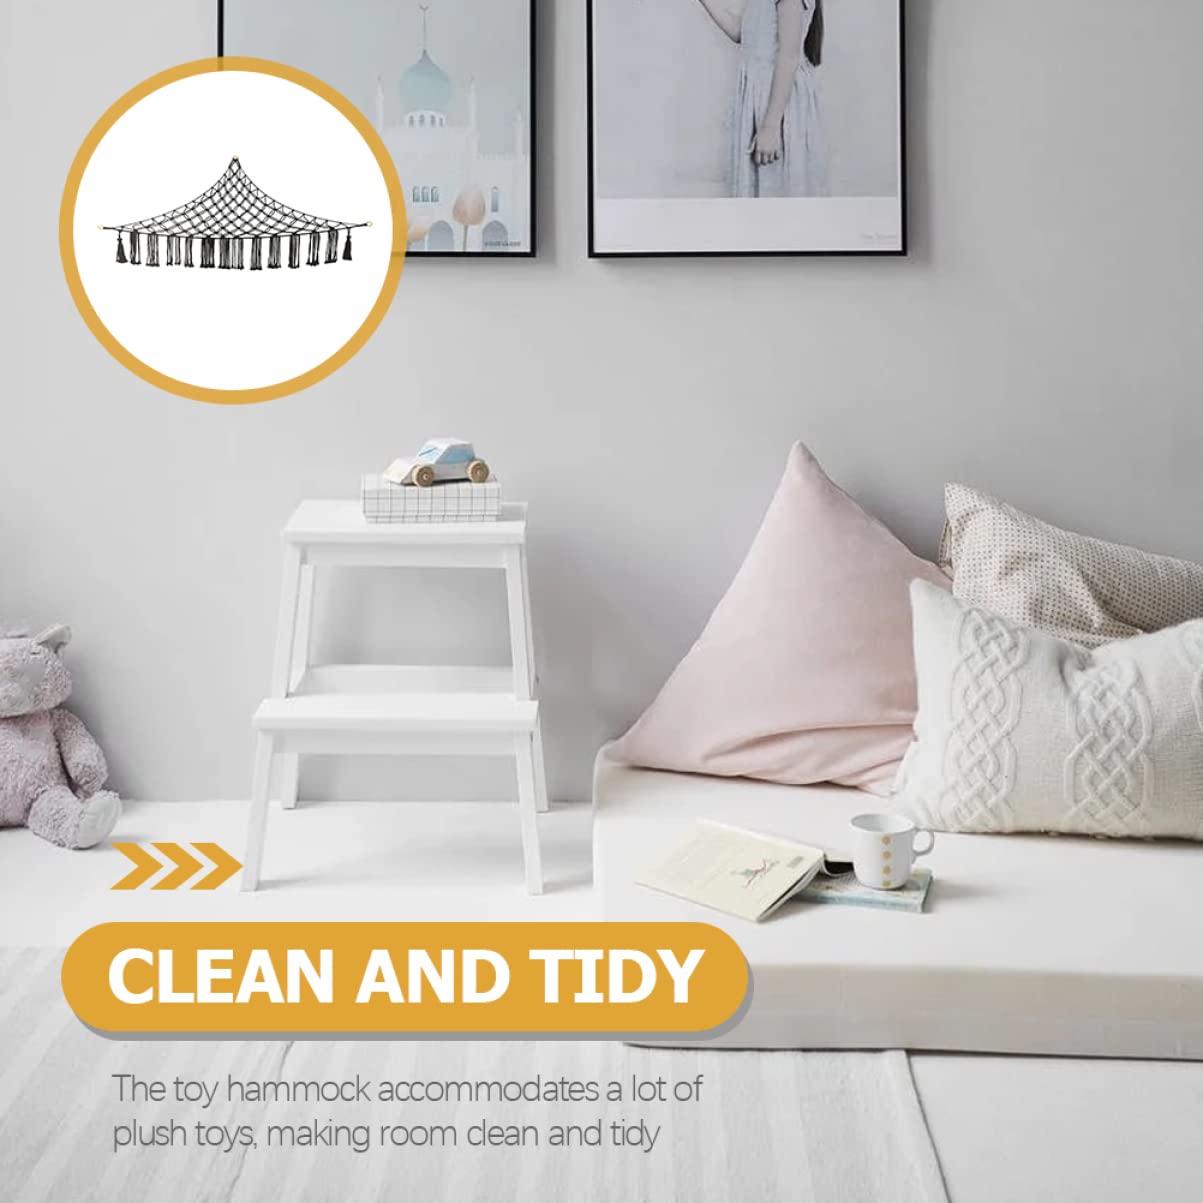 CLEAN AND TIDY
The toy hammock accommodates a lot of
plush toys, making room clean and tidy